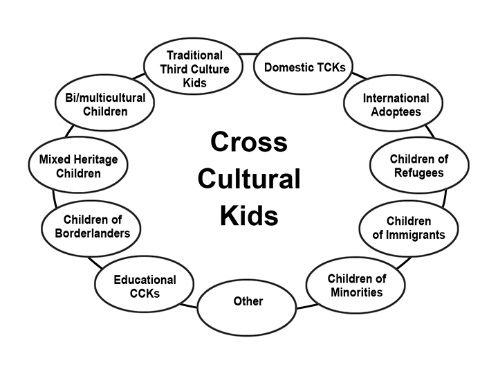 Cross
Cultural
Kids
Traditional
Third Culture
Kids
Domestic TCKs
International
Adoptees
Children of
Refugees
Children
of Immigrants
Children of
Minorities
Other
Educational
CCKs
Children of
Borderlanders
Mixed Heritage
Children
Bi/multicultural
Children